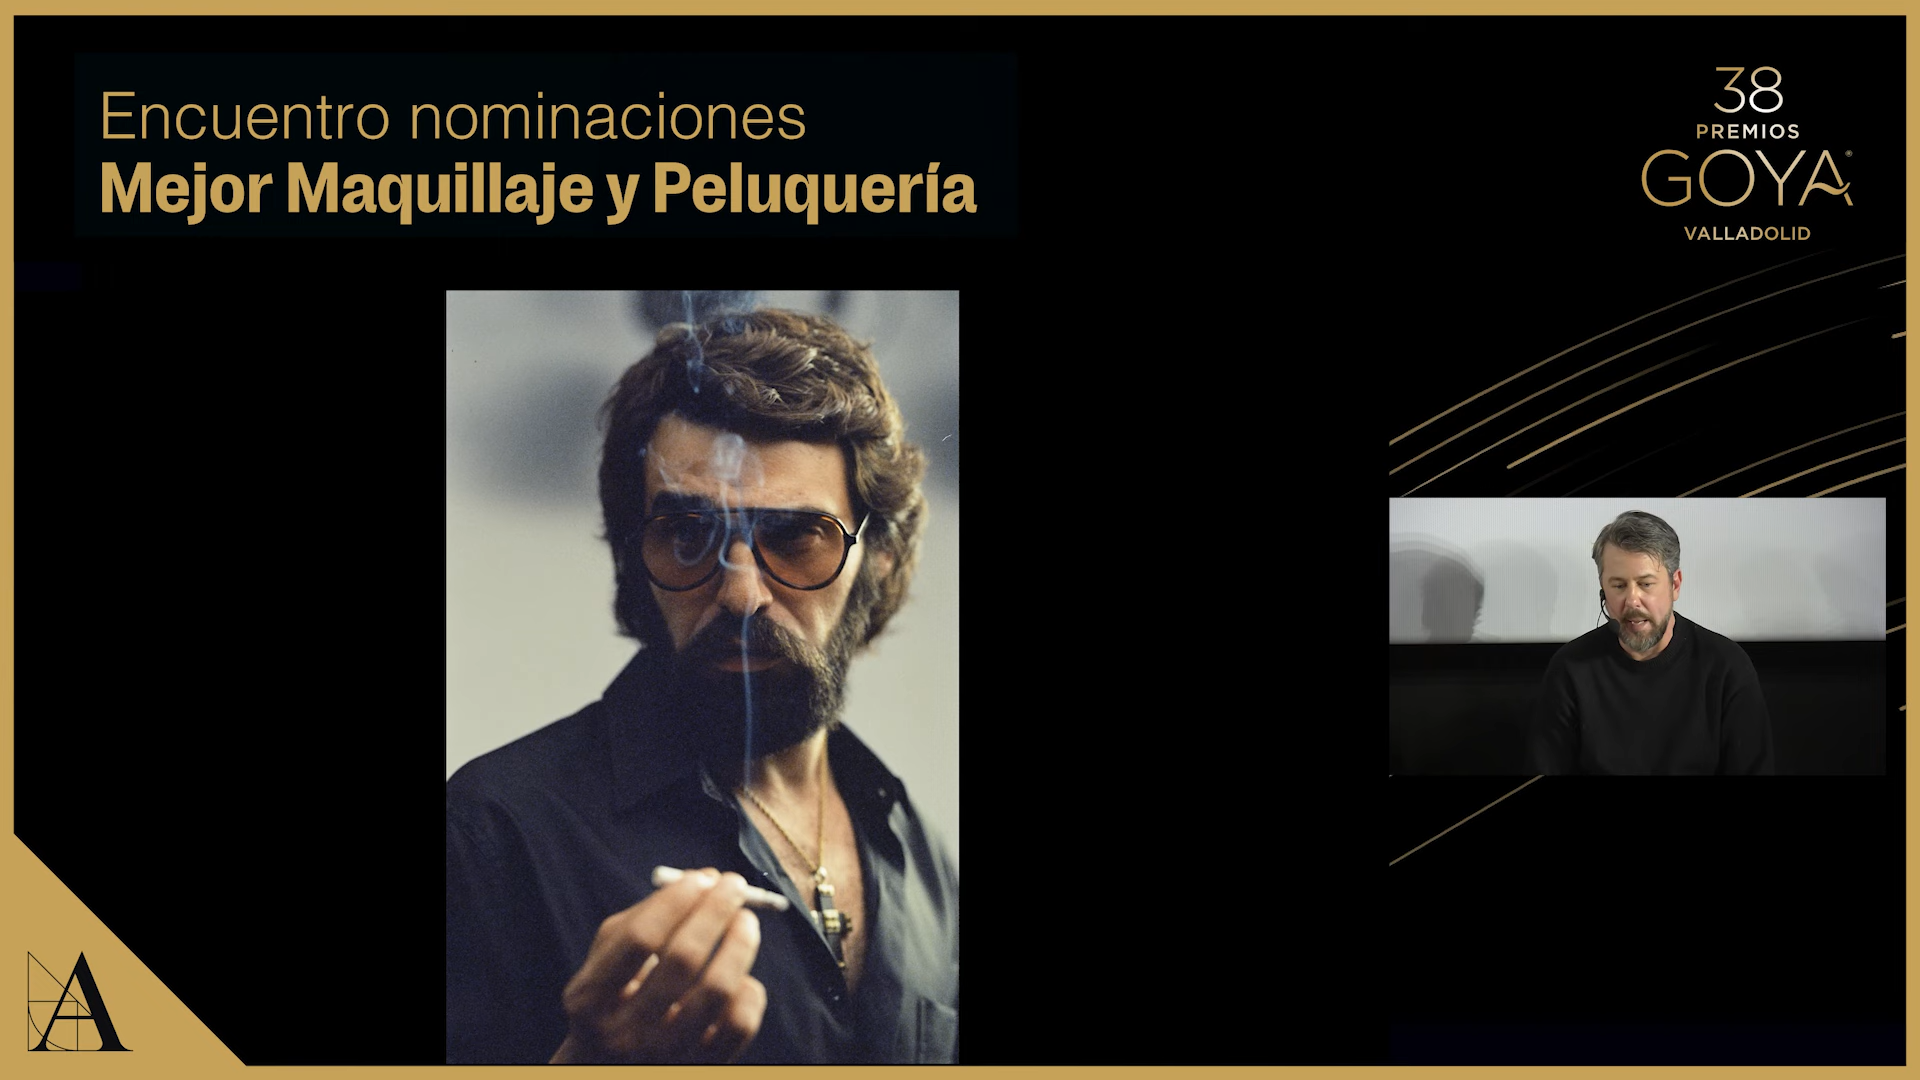 Encuentro nominaciones
Mejor Maquillaje y Peluquería
38
PREMIOS
GOYA
VALLADOLID
A